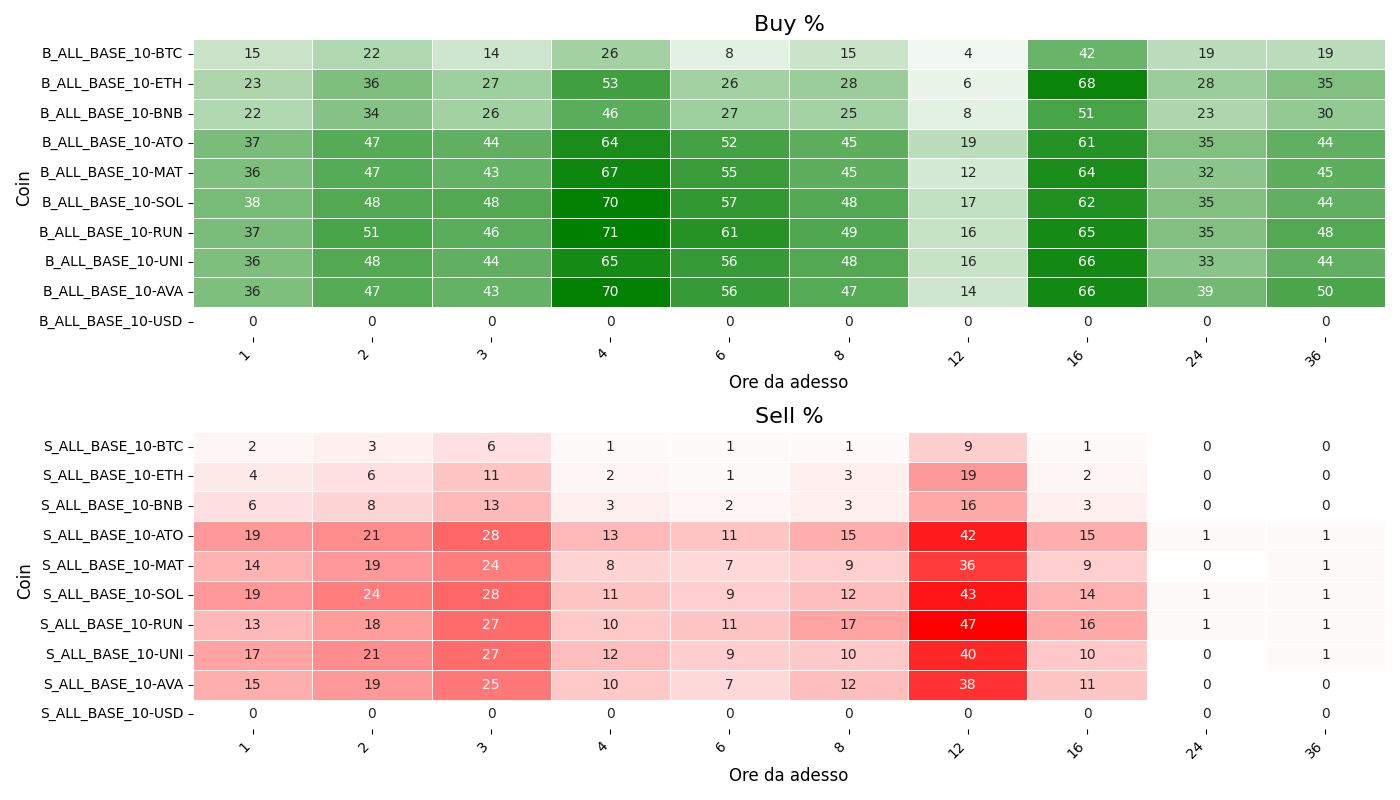 Buy %
Coin
B_ALL_BASE_10-BTC 15 22 14 26 8 15 4 42 19 19
B_ALL_BASE_10-ETH 23 36 27 53 26 28 6 68 28 35
B_ALL_BASE_10-BNB 22 34 26 46 27 25 8 51 23 30
B_ALL_BASE_10-ATO 37 47 44 64 52 45 19 61 35 44
B_ALL_BASE_10-MAT 36 47 43 67 55 45 12 64 32 45
B_ALL_BASE_10-SOL 38 48 48 70 57 48 17 62 35 44
B_ALL_BASE_10-RUN 37 51 46 71 61 49 16 65 35 48
B_ALL_BASE_10-UNI 36 48 44 65 56 48 16 66 33 44
B_ALL_BASE_10-AVA 36 47 43 70 56 47 14 66 39 50
B_ALL_BASE_10-USD 0 0 0 0 0 0 0 0 0 0
1 2 3 4 6 8 12 16 24 36
Ore da adesso
Sell %
Coin
S_ALL_BASE_10-BTC 2 3 6 1 1 1 9 1 0 0
S_ALL_BASE_10-ETH 4 6 11 2 1 3 19 2 0 0
S_ALL_BASE_10-BNB 6 8 13 3 2 3 16 3 0 0
S_ALL_BASE_10-ATO 19 21 28 13 11 15 42 15 1 1
S_ALL_BASE_10-MAT 14 19 24 8 7 9 36 9 0 1
S_ALL_BASE_10-SOL 19 24 28 11 9 12 43 14 1 1
S_ALL_BASE_10-RUN 13 18 27 10 11 17 47 16 1 1
S_ALL_BASE_10-UNI 17 21 27 12 9 10 40 10 0 1
S_ALL_BASE_10-AVA 15 19 25 10 7 12 38 11 0 0
S_ALL_BASE_10-USD 0 0 0 0 0 0 0 0 0 0
1 2 3 4 6 8 12 16 24 36
Ore da adesso